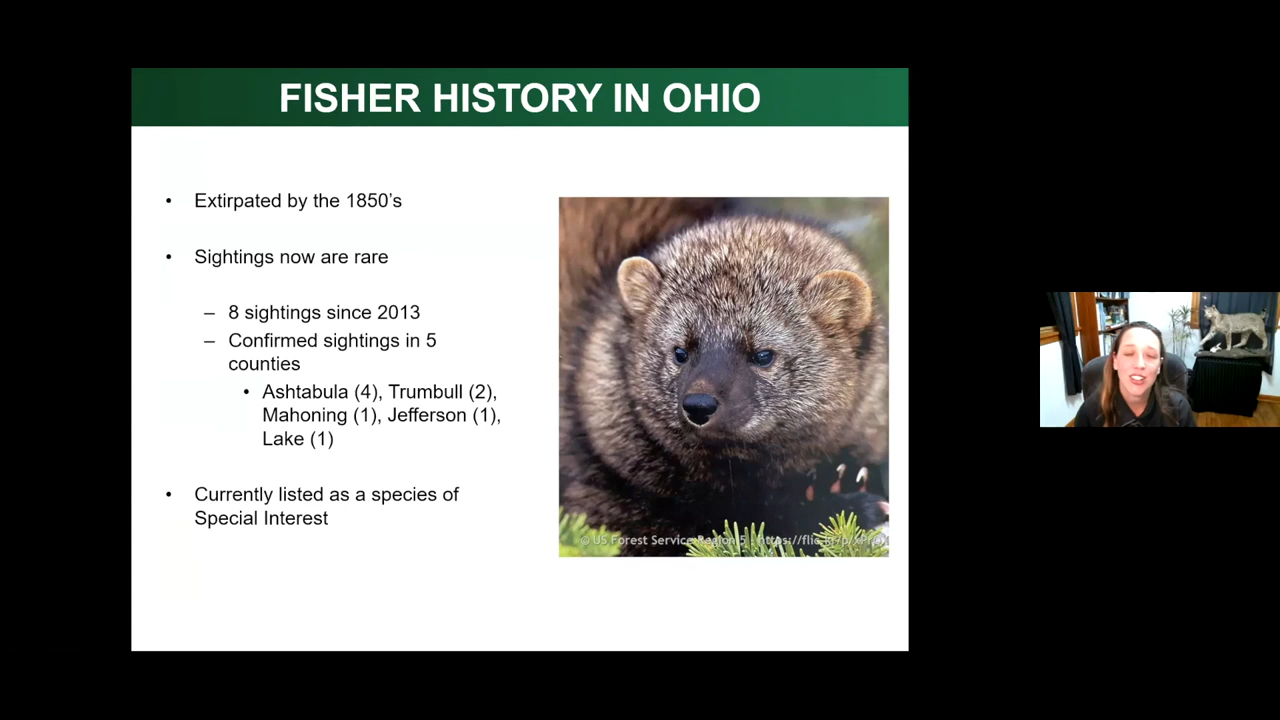 FISHER HISTORY IN OHIO
• Extirpated by the 1850's
• Sightings now are rare
– 8 sightings since 2013
– Confirmed sightings in 5
counties
• Ashtabula (4), Trumbull (2),
Mahoning (1), Jefferson (1),
Lake (1)
• Currently listed as a species of
Special Interest
© US Forest Service Region 5